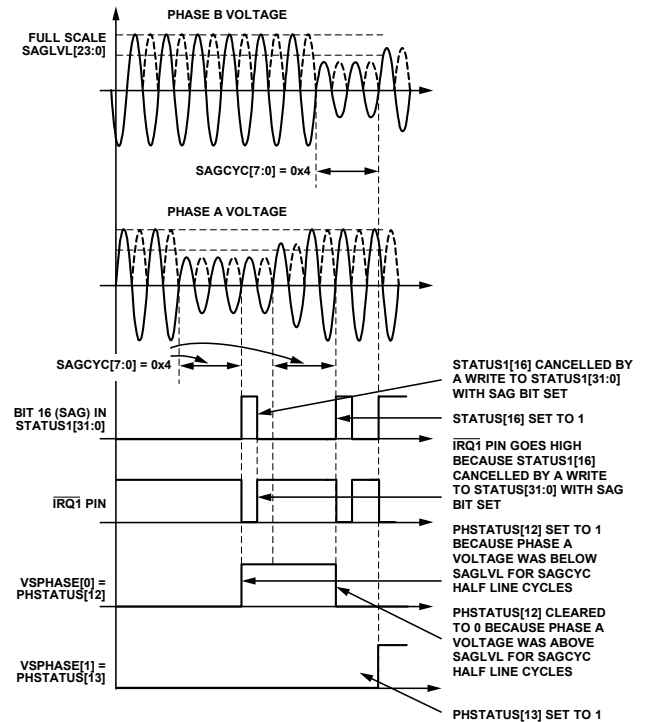 PHASE B VOLTAGE
FULL SCALE
SAGLVL[23:0]
SAGCYC[7:0] = 0x4
PHASE A VOLTAGE
SAGCYC[7:0] = 0x4
STATUS1[16] CANCELLED BY
A WRITE TO STATUS1[31:0]
WITH SAG BIT SET
BIT 16 (SAG) IN
STATUS1[31:0]
STATUS[16] SET TO 1
IRQ1 PIN GOES HIGH
BECAUSE STATUS1[16]
CANCELLED BY A WRITE
TO STATUS[31:0] WITH SAG
BIT SET
IRQ1 PIN
PHSTATUS[12] SET TO 1
BECAUSE PHASE A
VOLTAGE WAS BELOW
SAGLVL FOR SAGCYC
HALF LINE CYCLES
VSPHASE[0] =
PHSTATUS[12]
PHSTATUS[12] CLEARED
TO 0 BECAUSE PHASE A
VOLTAGE WAS ABOVE
SAGLVL FOR SAGCYC
HALF LINE CYCLES
VSPHASE[1] =
PHSTATUS[13]
PHSTATUS[13] SET TO 1